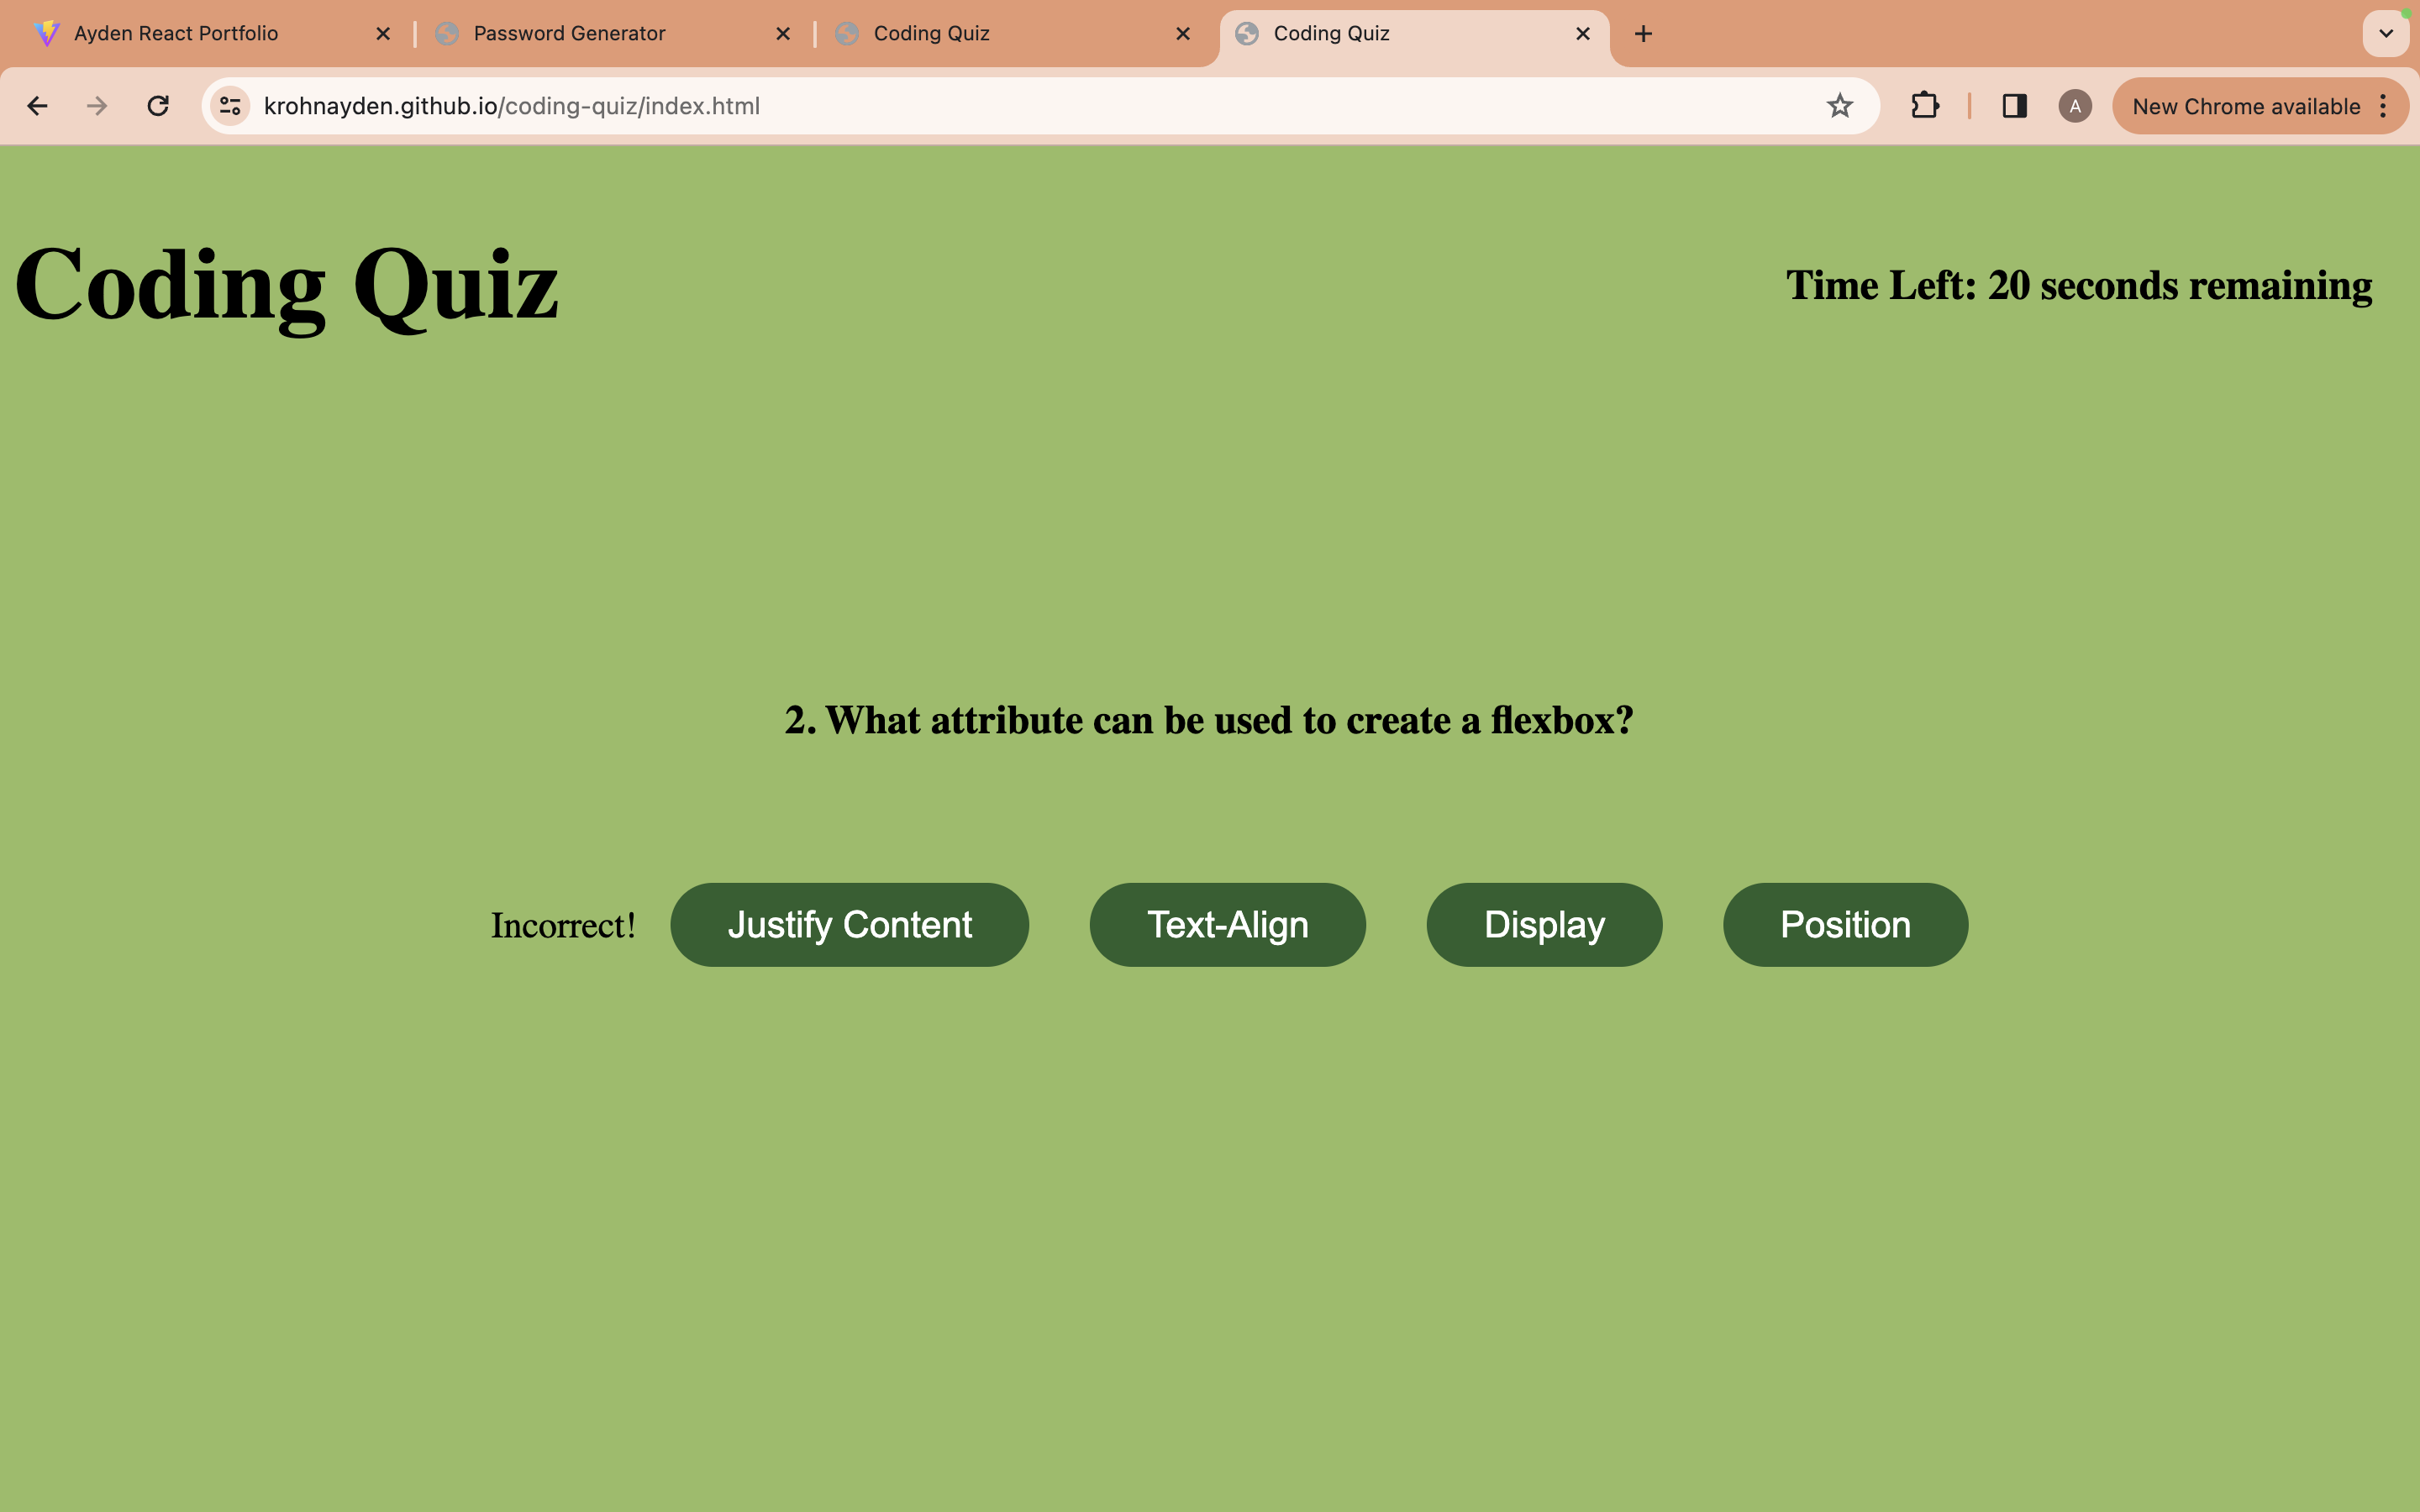 Ayden React Portfolio
Password Generator
Coding Quiz
Coding Quiz
krohnayden.github.io/coding-quiz/index.html
A
New Chrome available
Coding Quiz
Time Left: 20 seconds remaining
2. What attribute can be used to create a flexbox?
Incorrect!
Justify Content
Text-Align
Display
Position